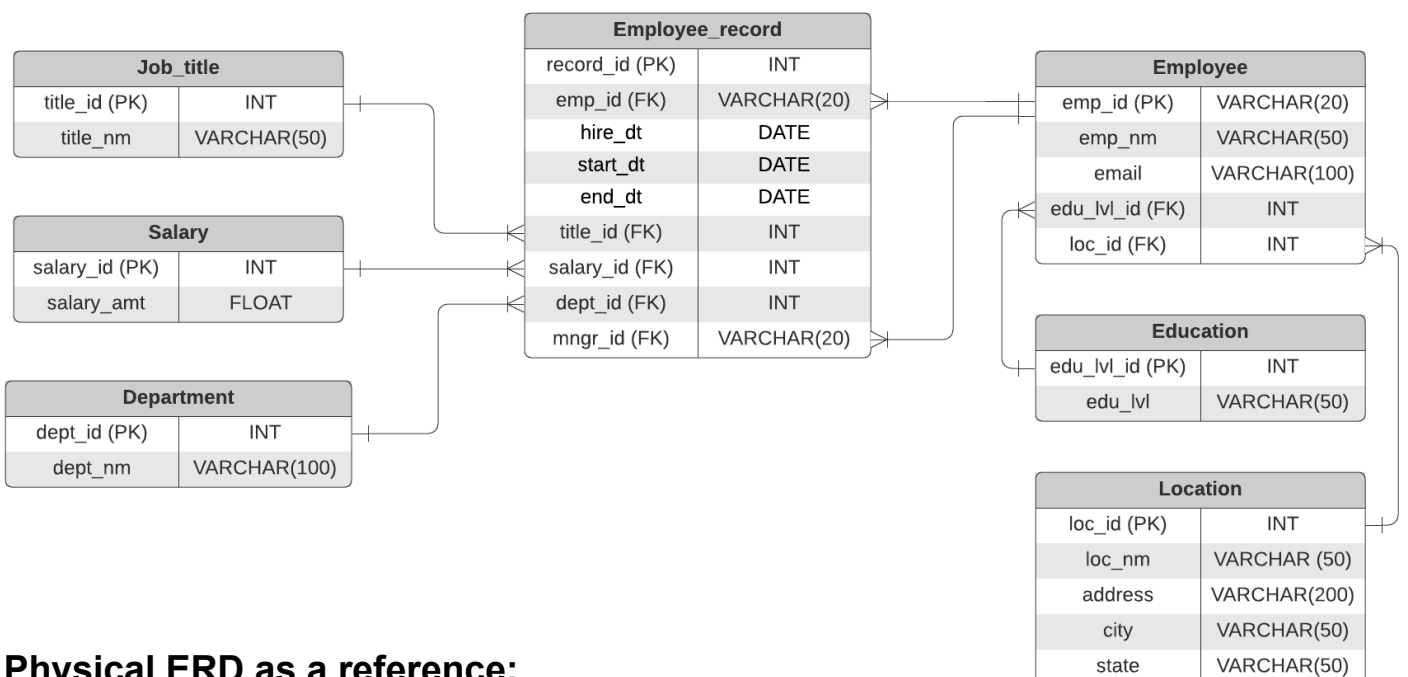 Employee_record
record_id (PK) INT
emp_id (FK) VARCHAR(20)
hire_dt DATE
start_dt DATE
end_dt DATE
title_id (FK) INT
salary_id (FK) INT
dept_id (FK) INT
mngr_id (FK) VARCHAR(20)
Job_title
title_id (PK) INT
title_nm VARCHAR(50)
Salary
salary_id (PK) INT
salary_amt FLOAT
Department
dept_id (PK) INT
dept_nm VARCHAR(100)
Employee
emp_id (PK) VARCHAR(20)
emp_nm VARCHAR(50)
email VARCHAR(100)
edu_lvl_id (FK) INT
loc_id (FK) INT
Education
edu_lvl_id (PK) INT
edu_lvl VARCHAR(50)
Location
loc_id (PK) INT
loc_nm VARCHAR (50)
address VARCHAR(200)
city VARCHAR(50)
state VARCHAR(50)
Physical ERD as a reference: